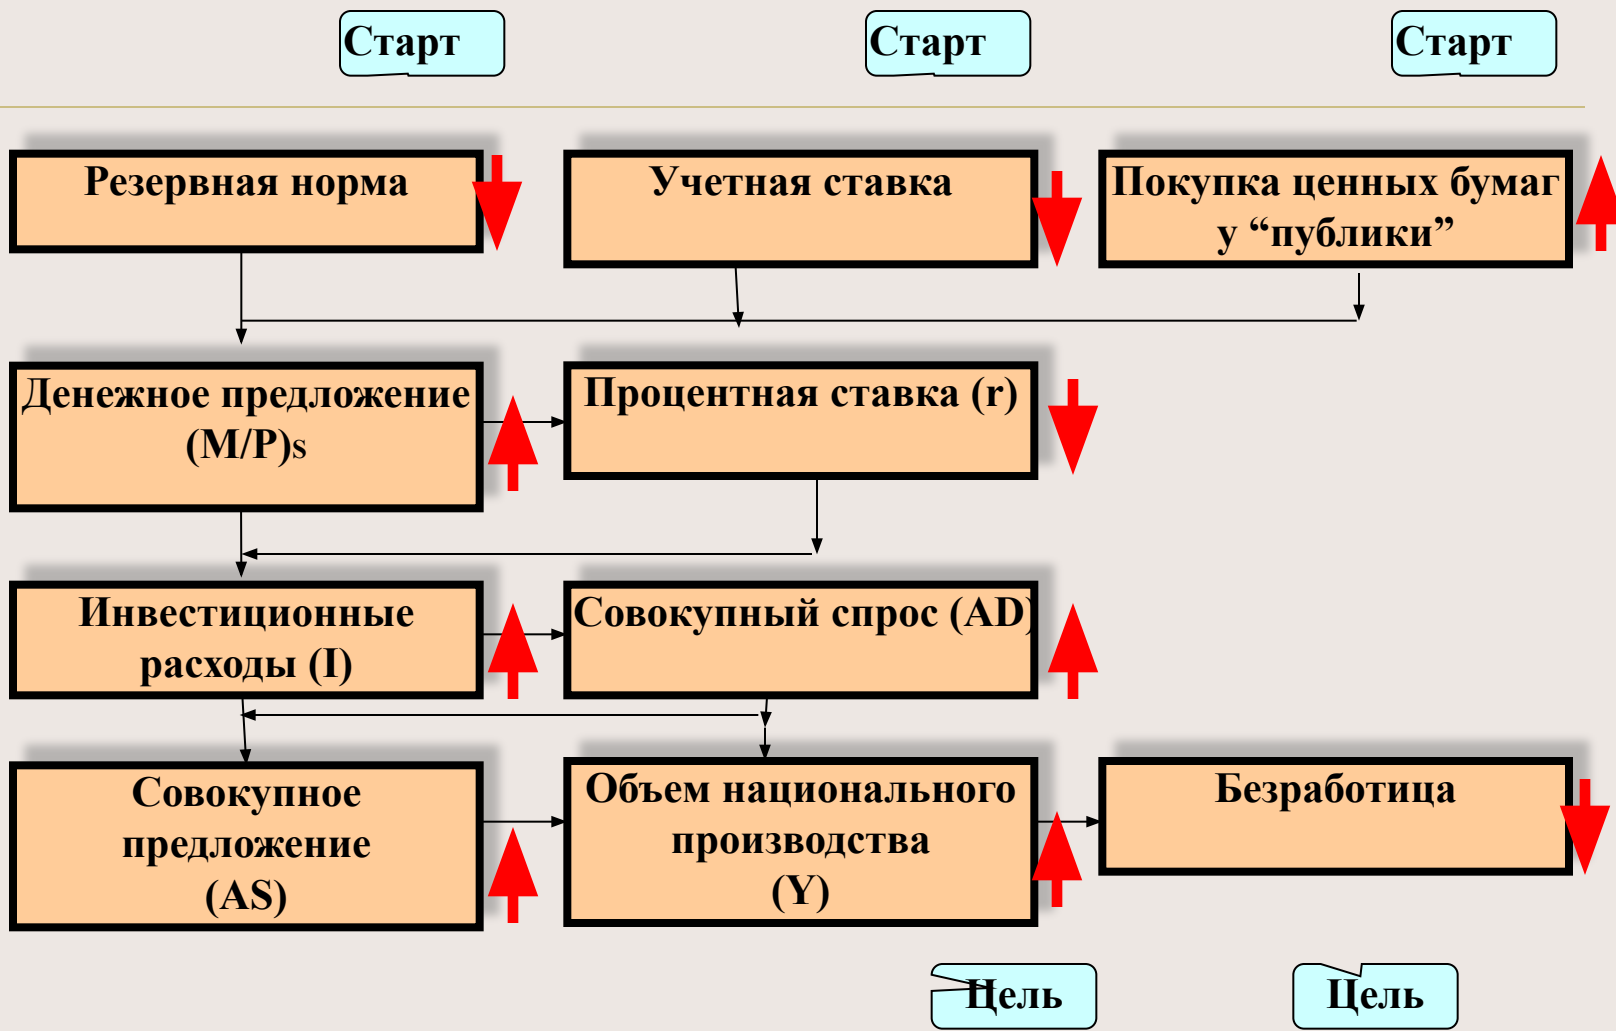 Старт
Старт
Старт
Резервная норма
Учетная ставка
Покупка ценных бумаг
у “публики”
Денежное предложение
(M/P)s
Процентная ставка (r)
Инвестиционные
расходы (I)
Совокупный спрос (AD)
Совокупное
предложение
(AS)
Объем национального
производства
(Y)
Безработица
Цель
Цель